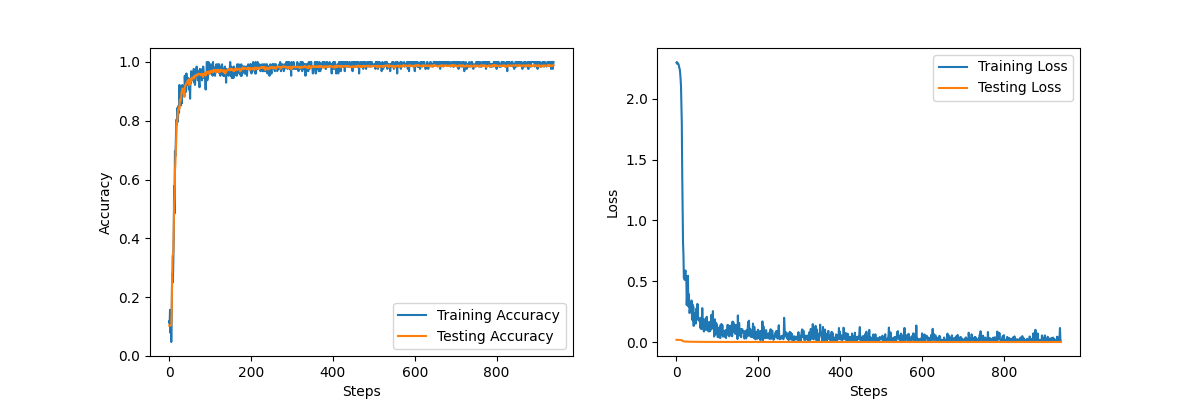 1.0
0.8
0.6
0.4
0.2
0.0
Accuracy
0 200 400 600 800
Steps
Training Accuracy
Testing Accuracy
2.0
1.5
1.0
0.5
0.0
Loss
0 200 400 600 800
Steps
Training Loss
Testing Loss